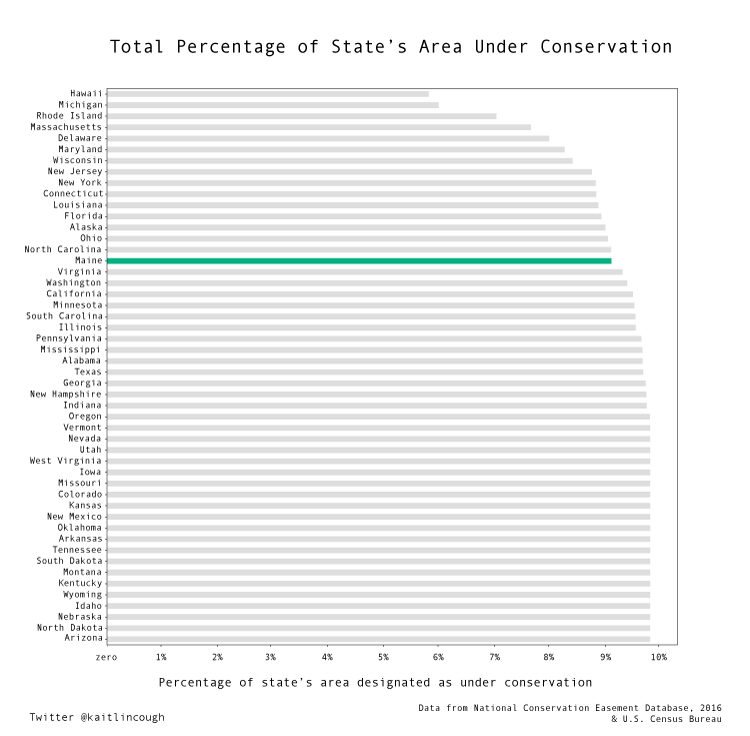 Total Percentage of State's Area Under Conservation
Hawaii
Michigan
Rhode Island
Massachusetts
Delaware
Maryland
Wisconsin
New Jersey
New York
Connecticut
Louisiana
Florida
Alaska
Ohio
North Carolina
Maine
Virginia
Washington
California
Minnesota
South Carolina
Illinois
Pennsylvania
Mississippi
Alabama
Texas
Georgia
New Hampshire
Indiana
Oregon
Vermont
Nevada
Utah
West Virginia
Iowa
Missouri
Colorado
Kansas
New Mexico
Oklahoma
Arkansas
Tennessee
South Dakota
Montana
Kentucky
Wyoming
Idaho
Nebraska
North Dakota
Arizona
zero 1% 2% 3% 4% 5% 6% 7% 8% 9% 10%
Percentage of state's area designated as under conservation
Data from National Conservation Easement Database, 2016
& U.S. Census Bureau
Twitter @kaitlincough